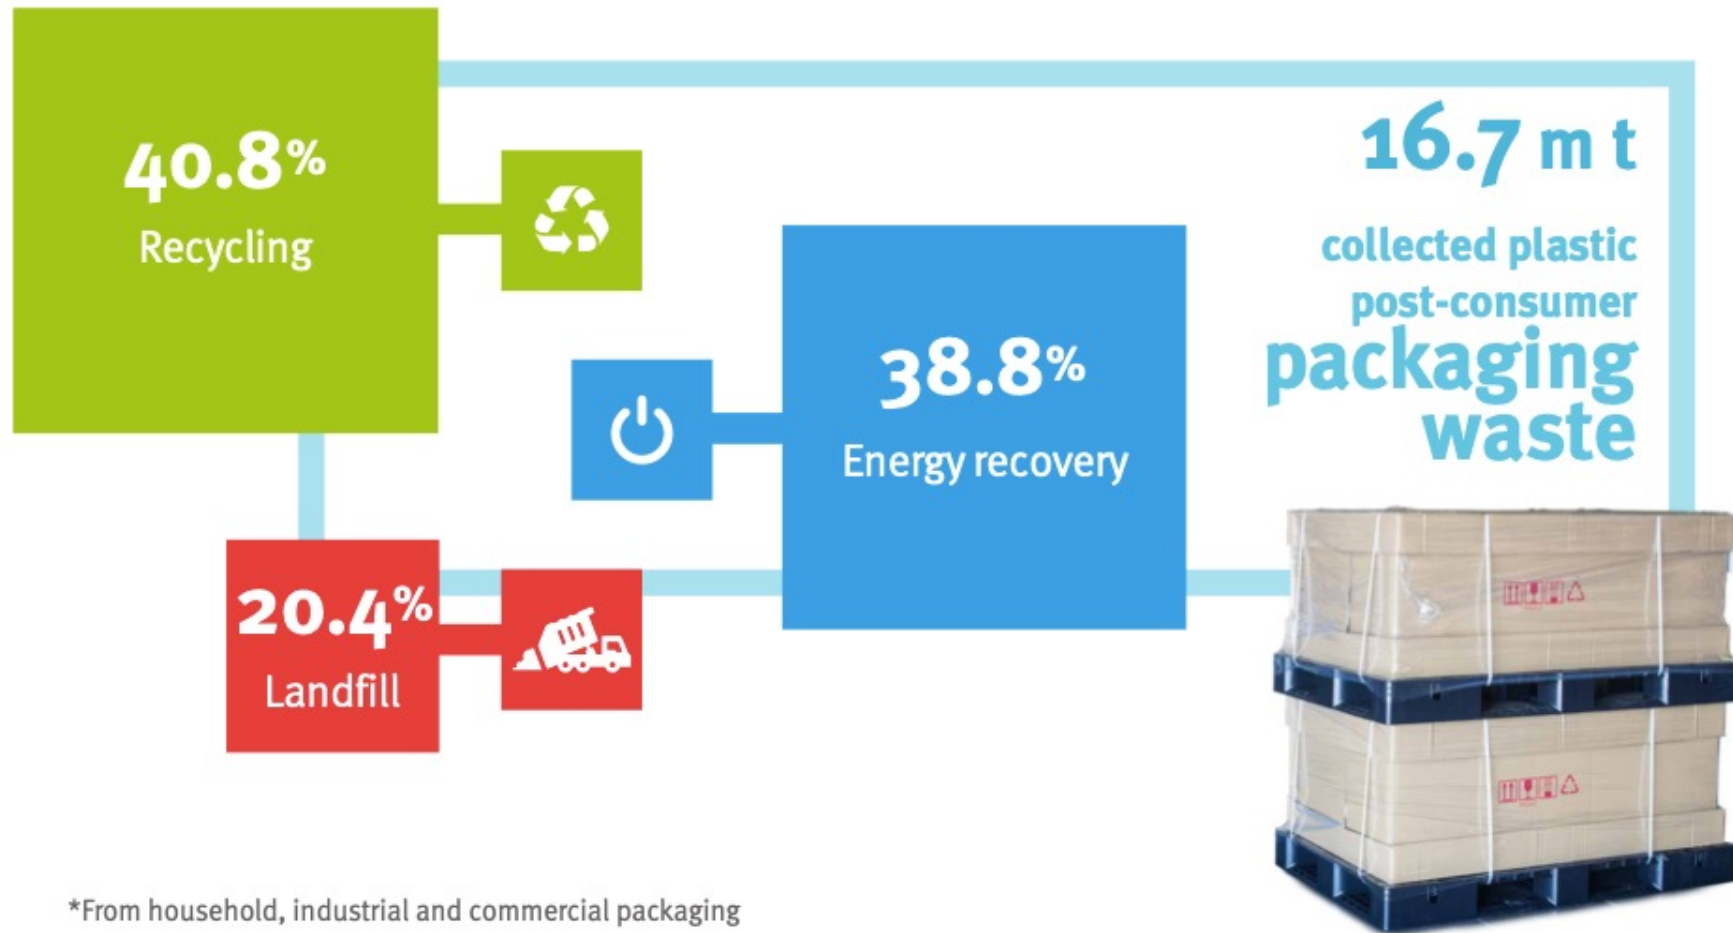 40.8%
Recycling
16.7 m t
collected plastic
post-consumer
packaging
waste
38.8%
Energy recovery
20.4%
Landfill
*From household, industrial and commercial packaging